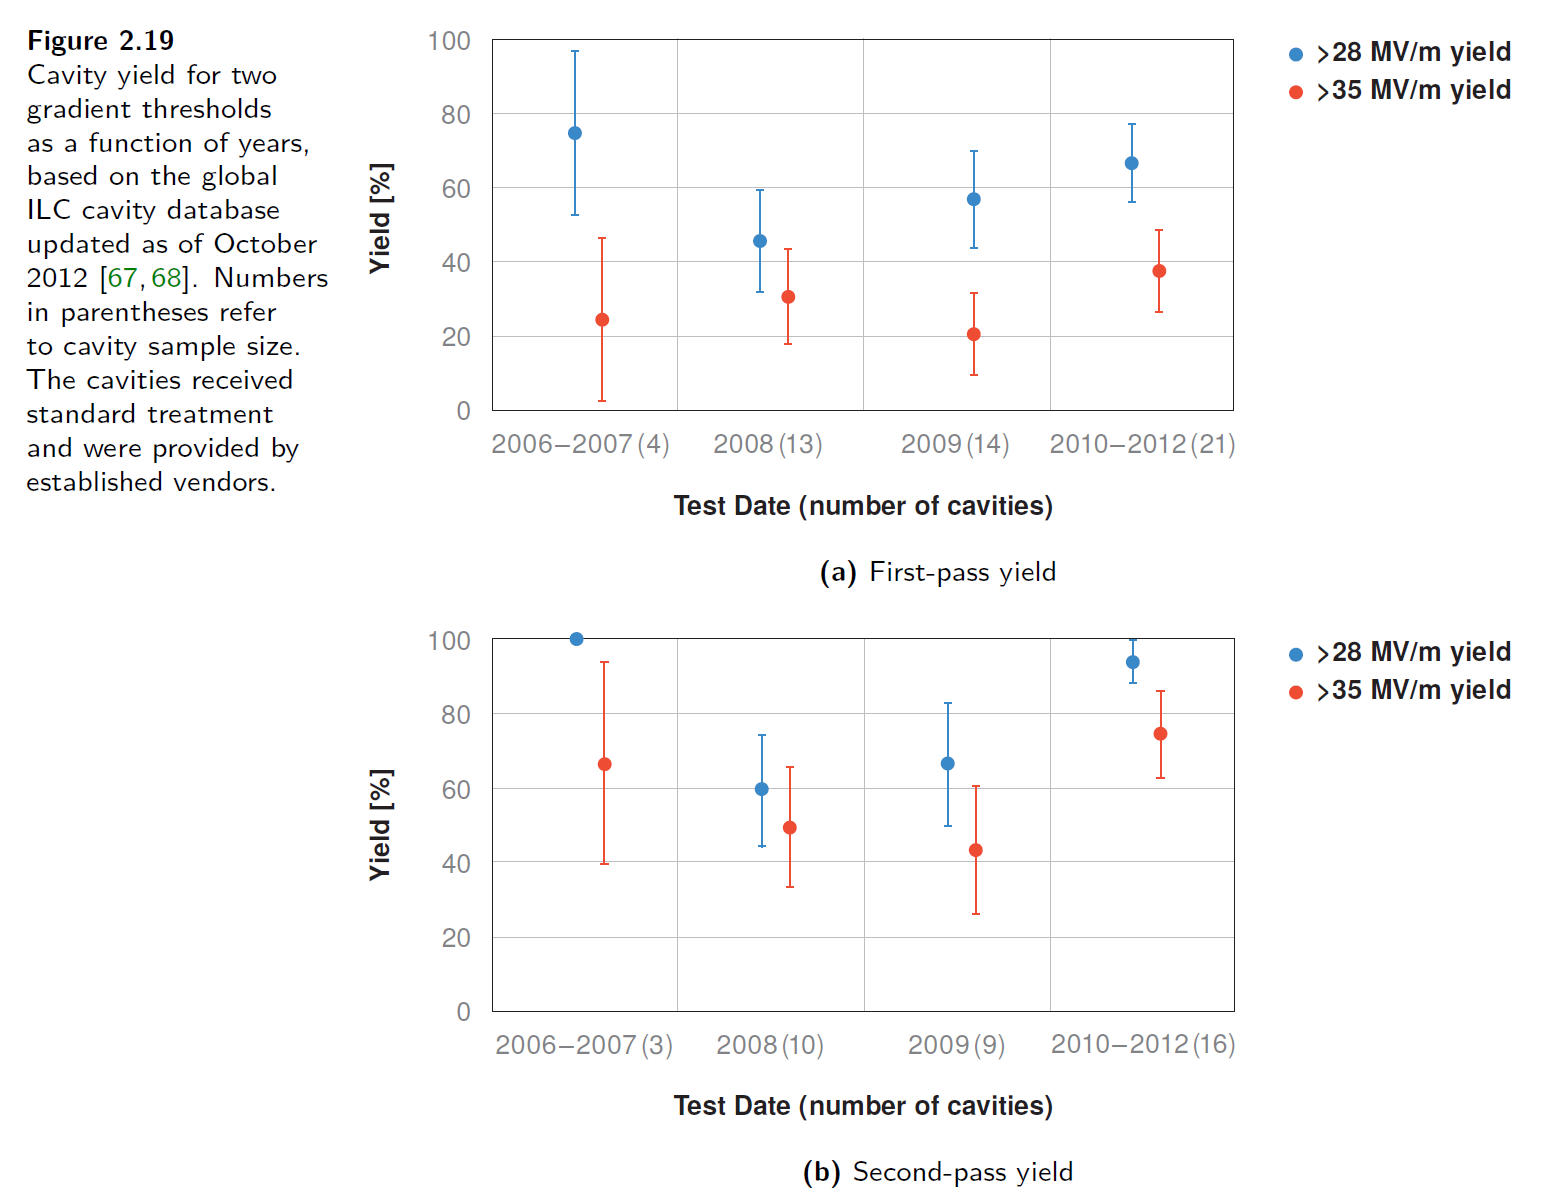 Figure 2.19
Cavity yield for two
gradient thresholds
as a function of years,
based on the global
ILC cavity database
updated as of October
2012 [67, 68]. Numbers
in parentheses refer
to cavity sample size.
The cavities received
standard treatment
and were provided by
established vendors.
100
80
60
40
20
0
Yield [%]
2006–2007 (4)
2008 (13)
2009 (14)
2010–2012 (21)
Test Date (number of cavities)
>28 MV/m yield
>35 MV/m yield
(a) First-pass yield
100
80
60
40
20
0
Yield [%]
2006–2007 (3)
2008 (10)
2009 (9)
2010–2012 (16)
Test Date (number of cavities)
>28 MV/m yield
>35 MV/m yield
(b) Second-pass yield